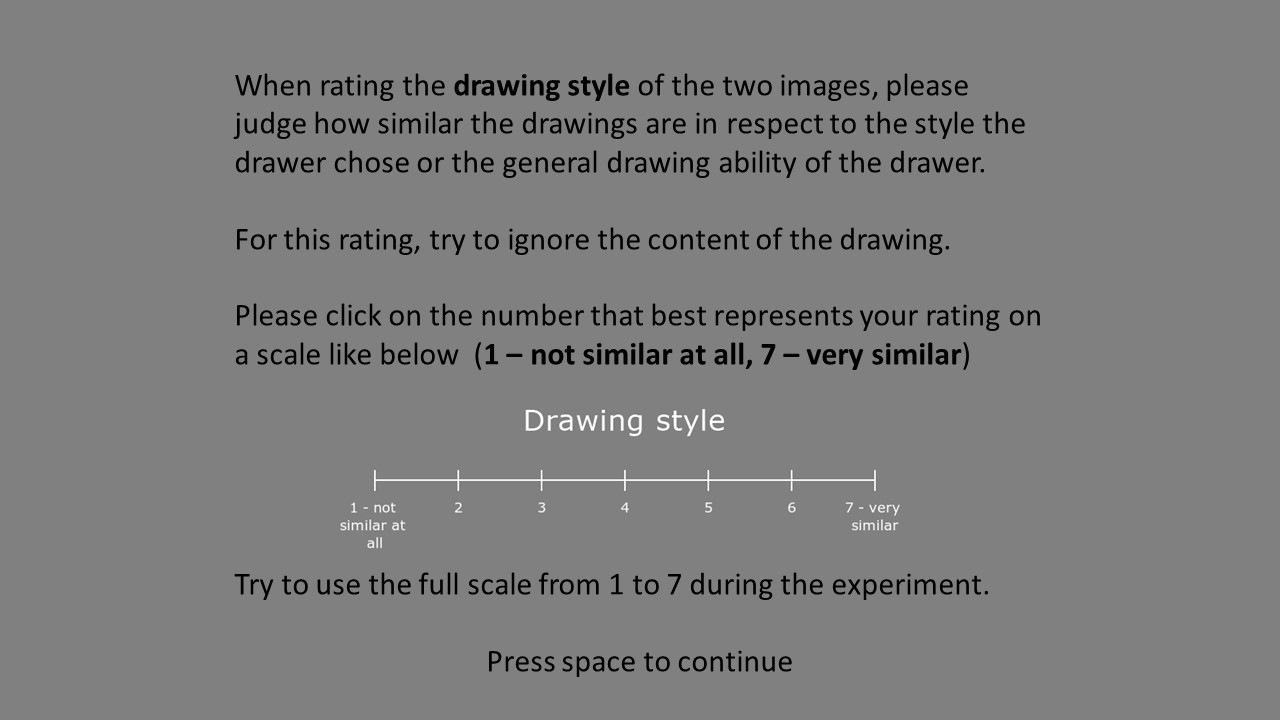 When rating the drawing style of the two images, please
judge how similar the drawings are in respect to the style the
drawer chose or the general drawing ability of the drawer.
For this rating, try to ignore the content of the drawing.
Please click on the number that best represents your rating on
a scale like below  (1 – not similar at all, 7 – very similar)
Drawing style
1 - not similar at all 2 3 4 5 6 7 - very similar
Try to use the full scale from 1 to 7 during the experiment.
Press space to continue